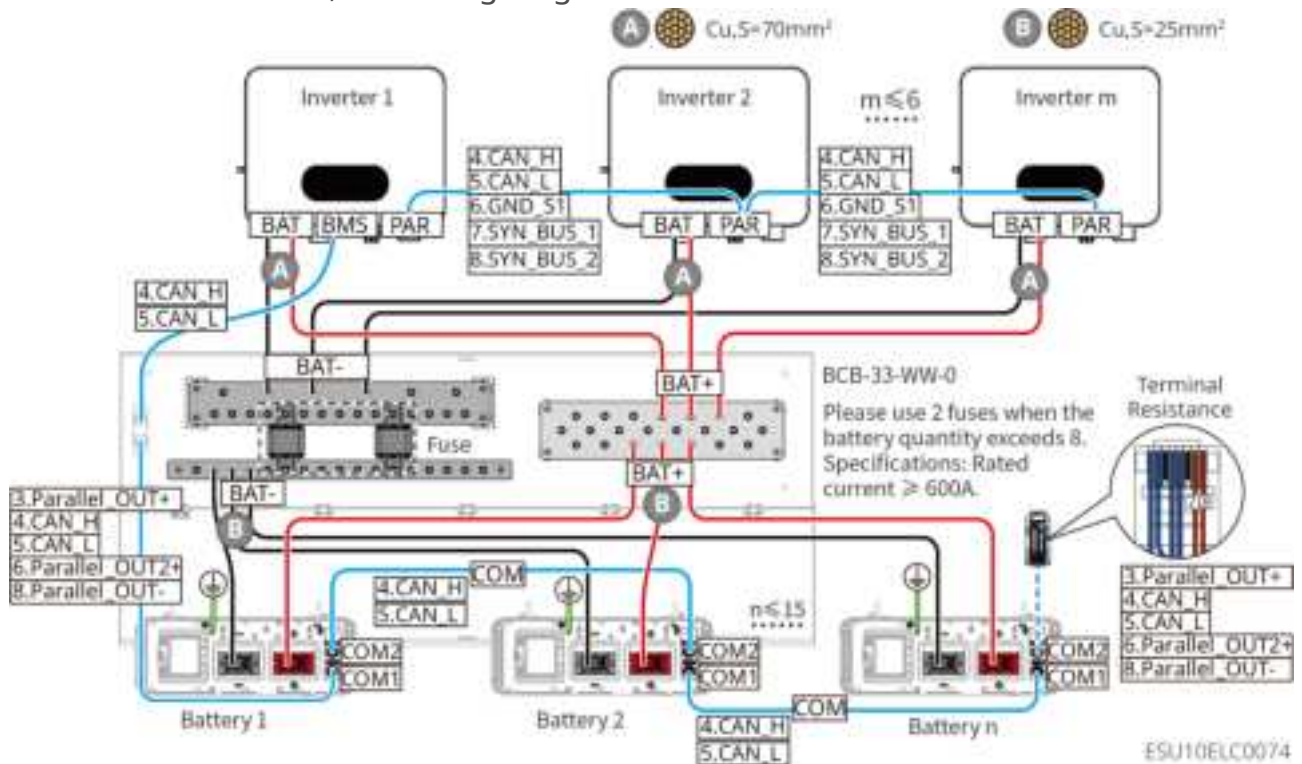 A Cu,S=70mm²
B Cu,S=25mm²
Inverter 1
Inverter 2
m≤6
Inverter m
4.CAN_H
5.CAN_L
6.GND_S1
7.SYN_BUS_1
8.SYN_BUS_2
4.CAN_H
5.CAN_L
6.GND_S1
7.SYN_BUS_1
8.SYN_BUS_2
BAT BMS PAR
BAT PAR
BAT PAR
A
A
A
4.CAN_H
5.CAN_L
BAT-
BAT+
BCB-33-WW-0
Please use 2 fuses when the
battery quantity exceeds 8.
Specifications: Rated
current ≥ 600A.
Terminal
Resistance
Fuse
BAT+
BAT-
B
B
3.Parallel_OUT+
4.CAN_H
5.CAN_L
6.Parallel_OUT2+
8.Parallel_OUT-
COM
4.CAN_H
5.CAN_L
n≤15
3.Parallel_OUT+
4.CAN_H
5.CAN_L
6.Parallel_OUT2+
8.Parallel_OUT-
COM2
COM1
COM2
COM1
COM2
COM1
Battery 1
Battery 2
COM
Battery n
4.CAN_H
5.CAN_L
ESU10ELC0074